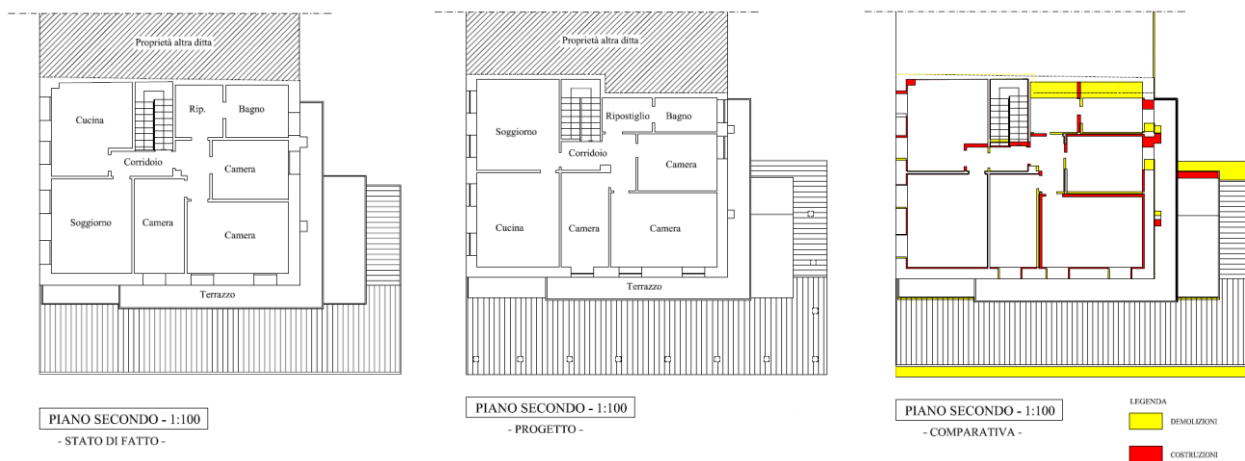 Proprietà altra ditta
Cucina
Rip.
Bagno
Corridoio
Camera
Soggiorno
Camera
Camera
Terrazzo
PIANO SECONDO - 1:100
- STATO DI FATTO -
Proprietà altra ditta
Soggiorno
Ripostiglio
Bagno
Corridoio
Camera
Cucina
Camera
Camera
Terrazzo
PIANO SECONDO - 1:100
- PROGETTO -
PIANO SECONDO - 1:100
- COMPARATIVA -
LEGENDA
DEMOLIZIONI
COSTRUZIONI